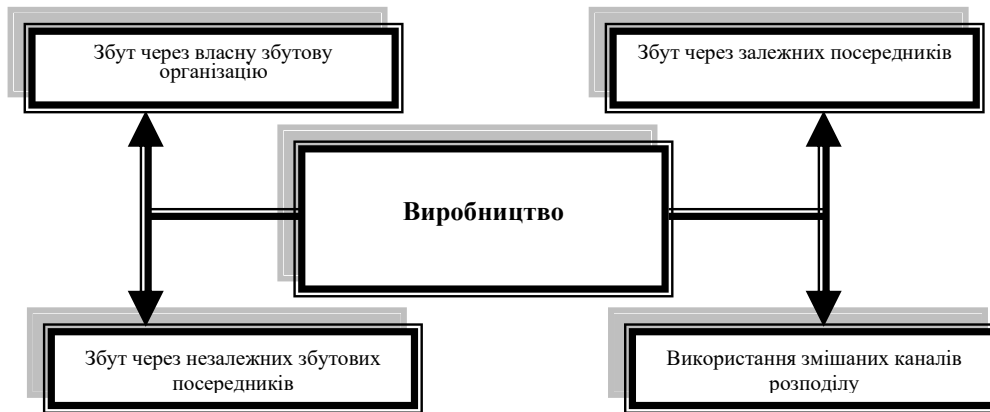 Збут через власну збутову
організацію
Збут через залежних посередників
Виробництво
Збут через незалежних збутових
посередників
Використання змішаних каналів
розподілу